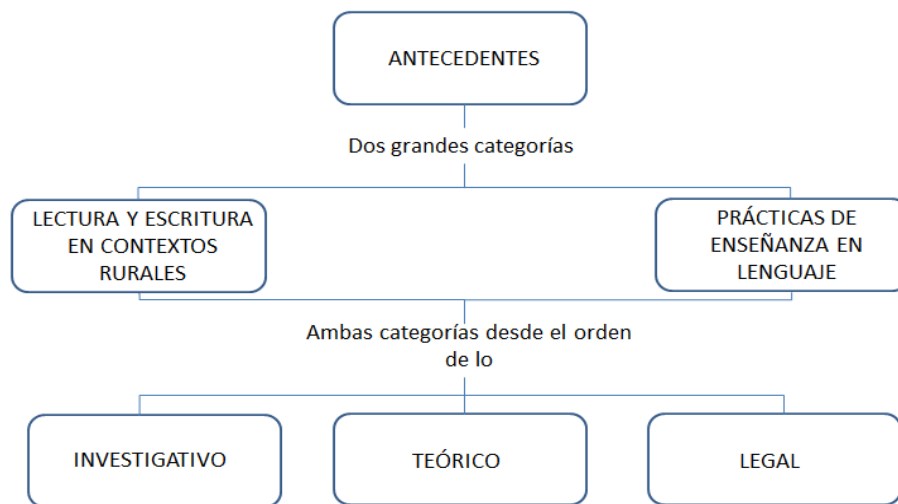 ANTECEDENTES
Dos grandes categorías
LECTURA Y ESCRITURA
EN CONTEXTOS
RURALES
PRÁCTICAS DE
ENSEÑANZA EN
LENGUAJE
Ambas categorías desde el orden
de lo
INVESTIGATIVO
TEÓRICO
LEGAL